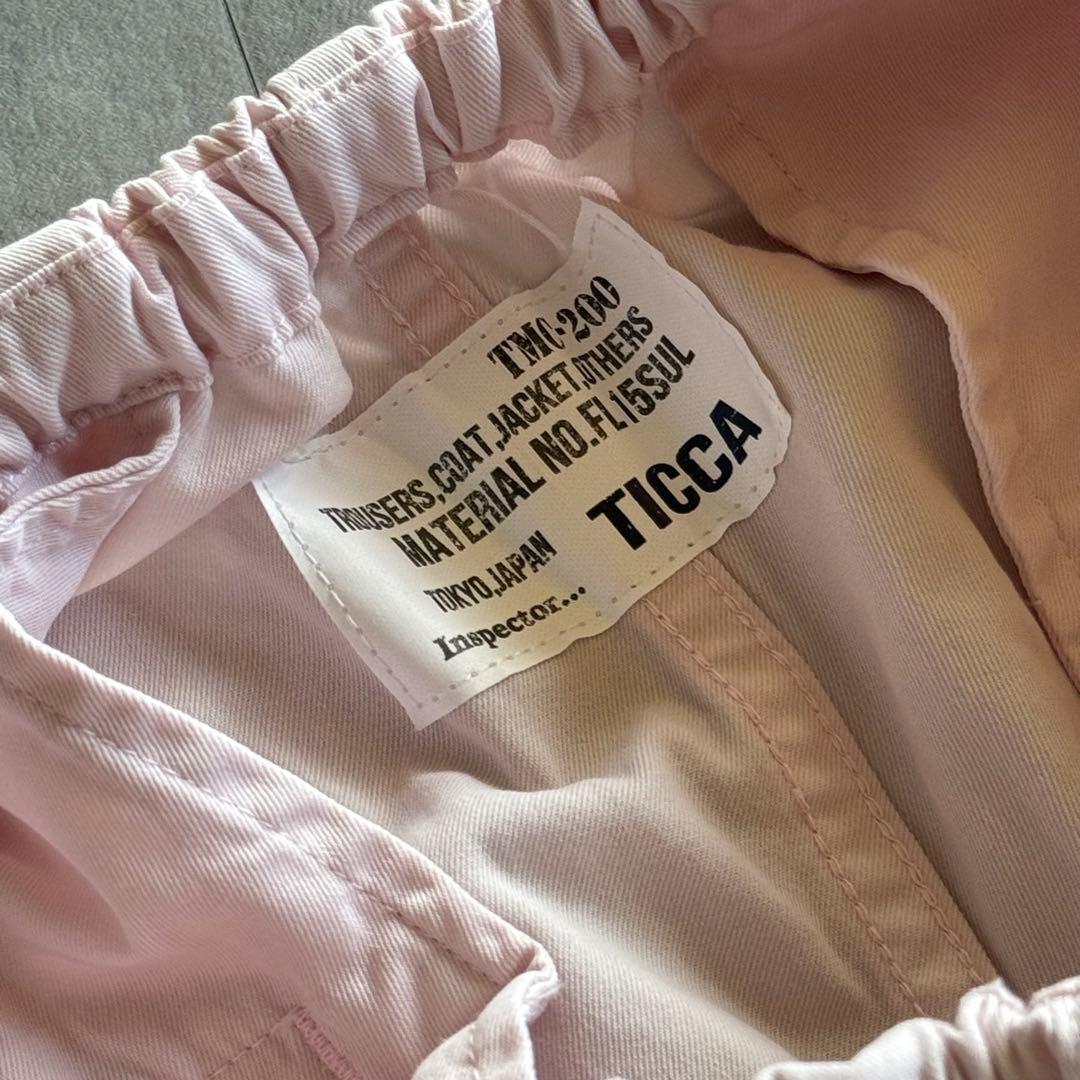 TMC-200
TROUSERS,COAT,JACKET,OTHERS
MATERIAL NO.FL15SUL
TICCA
TOKYO,JAPAN
Inspector...